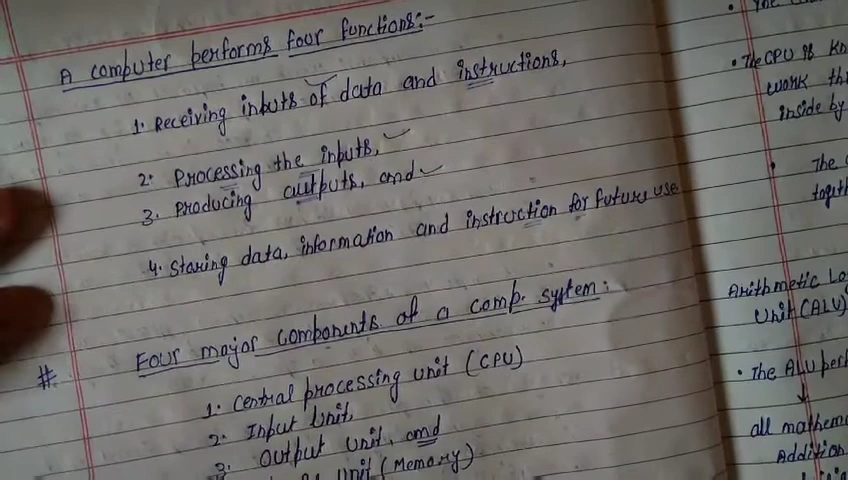 A computer performs four functions:-
1. Receiving inputs of data and instructions,
2. Processing the inputs,
3. Producing outputs, and
4. Storing data, information and instruction for future use
# Four major components of a comp. system:
1. Central processing unit (CPU)
2. Input Unit,
3. Output unit, and
Unit (Memory)
• The CPU is
work
inside by
• The
Arithmetic
Unit (ALU)
• The ALU
all
Addition